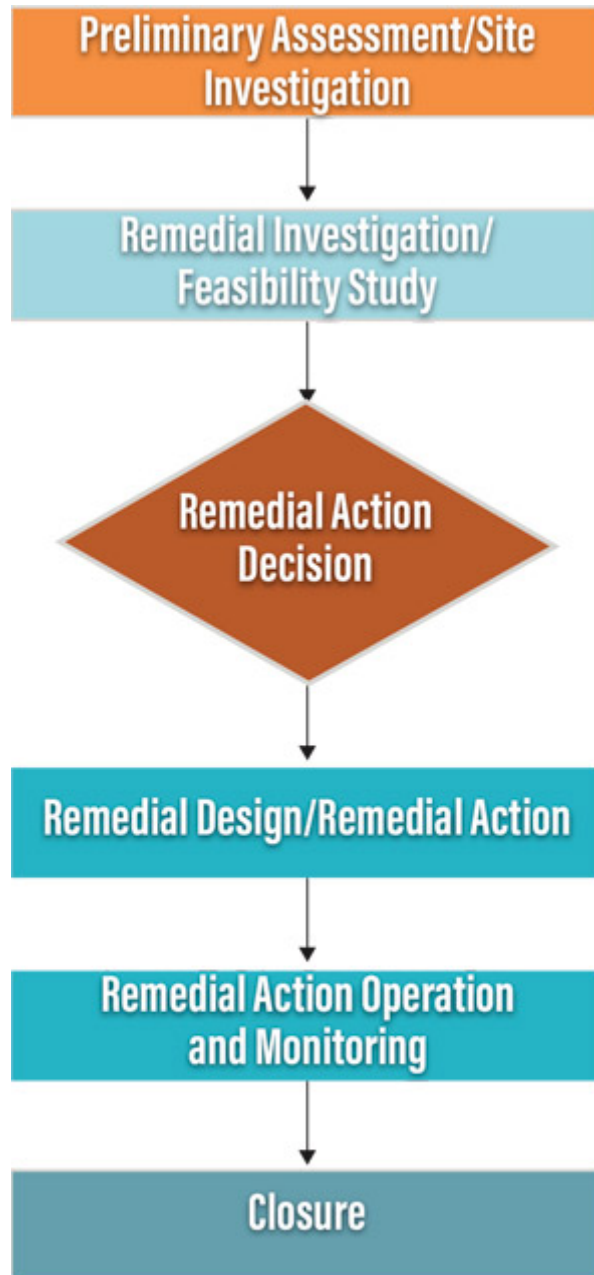 Preliminary Assessment/Site
Investigation
Remedial Investigation/
Feasibility Study
Remedial Action
Decision
Remedial Design/Remedial Action
Remedial Action Operation
and Monitoring
Closure